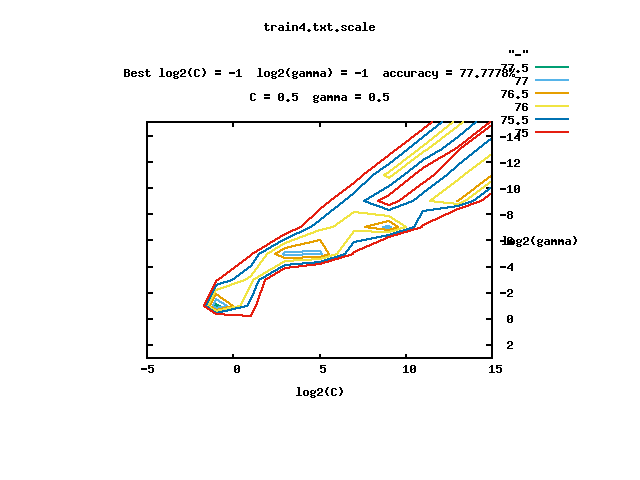 train4.txt.scale
"-"
Best log2(C) = -1 log2(gamma) = -1 accuracy = 77.7778%
77.5
77
C = 0.5 gamma = 0.5
76.5
76
75.5
75
-14
-12
-10
-8
-6
log2(gamma)
-4
-2
0
2
-5 0 5 10 15
log2(C)